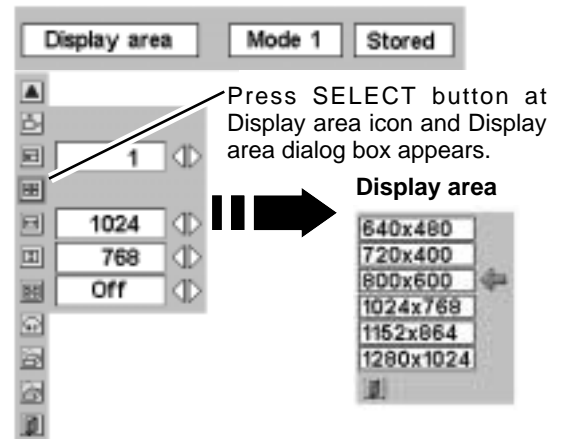 Display area Mode 1 Stored
Press SELECT button at
Display area icon and Display
area dialog box appears.
1
1024
768
Off
Display area
640x480
720x400
800x600
1024x768
1152x864
1280x1024